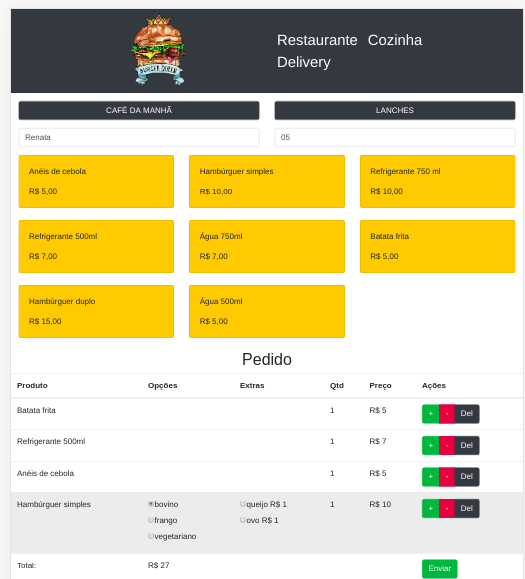 BURGER QUEEN
Restaurante Cozinha
Delivery
CAFÉ DA MANHÃ
LANCHES
Renata
05
Anéis de cebola
R$ 5,00
Hambúrguer simples
R$ 10,00
Refrigerante 750 ml
R$ 10,00
Refrigerante 500ml
R$ 7,00
Água 750ml
R$ 7,00
Batata frita
R$ 5,00
Hambúrguer duplo
R$ 15,00
Água 500ml
R$ 5,00
Pedido
Produto Opções Extras Qtd Preço Ações
Batata frita 1 R$ 5 + - Del
Refrigerante 500ml 1 R$ 7 + - Del
Anéis de cebola 1 R$ 5 + - Del
Hambúrguer simples bovino queijo R$ 1 1 R$ 10 + - Del
frango ovo R$ 1
vegetariano
Total: R$ 27 Enviar